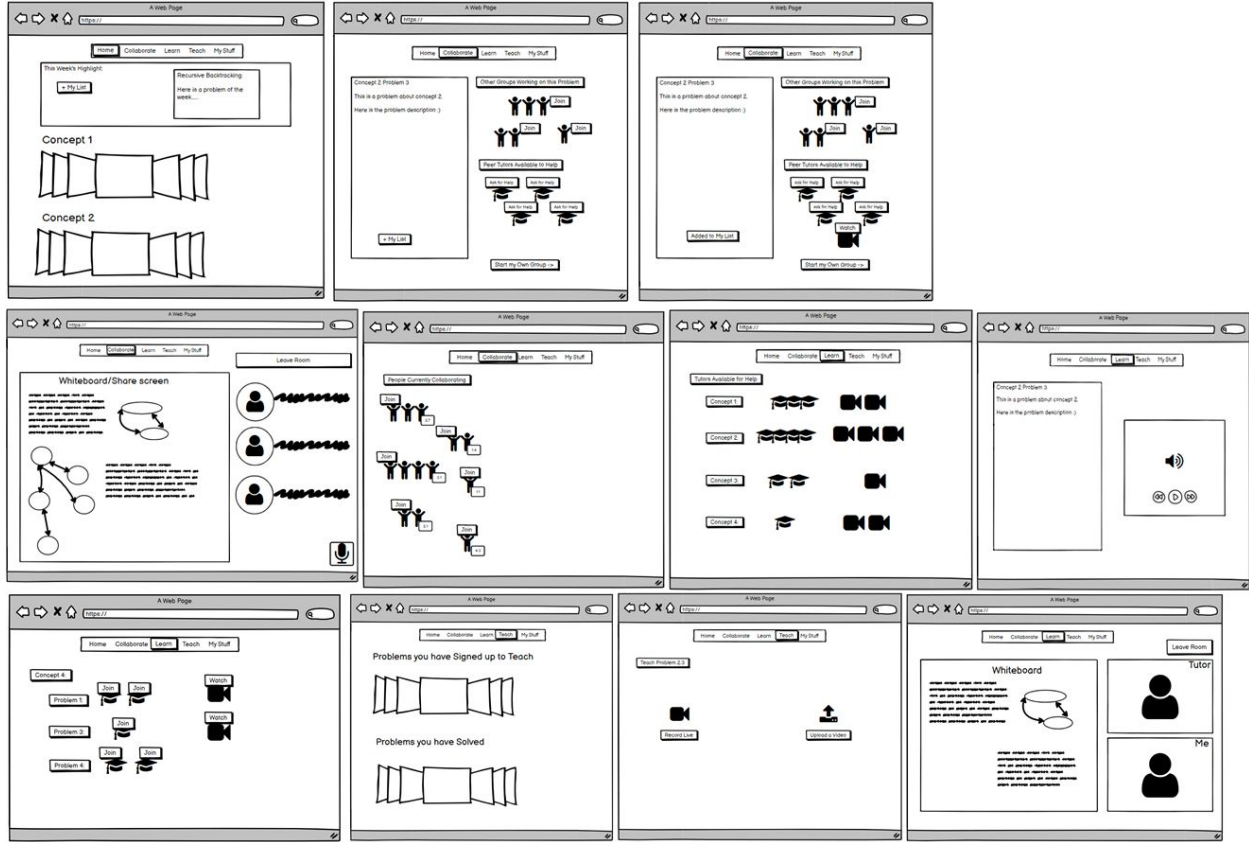 A Web Page
https://
Home Collaborate Learn Teach My Stuff
This Week's Highlight:
+ My List
Recursive Backtracking:
Here is a problem of the
week.....
Concept 1
Concept 2
A Web Page
https://
Home Collaborate Learn Teach My Stuff
Concept 2 Problem 3
This is a problem about concept 2.
Here is the problem description :)
+ My List
Other Groups Working on this Problem
Join
Join
Join
Peer Tutors Available to Help
Ask for Help
Ask for Help
Ask for Help
Ask for Help
Start my Own Group ->
A Web Page
https://
Home Collaborate Learn Teach My Stuff
Concept 2 Problem 3
This is a problem about concept 2.
Here is the problem description :)
Added to My List
Other Groups Working on this Problem
Join
Join
Join
Peer Tutors Available to Help
Ask for Help
Ask for Help
Ask for Help
Ask for Help
Watch
Start my Own Group ->
A Web Page
https://
Home Collaborate Learn Teach My Stuff
Whiteboard/Share screen
Leave Room
A Web Page
https://
Home Collaborate Learn Teach My Stuff
People Currently Collaborating
Join
Join
Join
Join
Join
Join
A Web Page
https://
Home Collaborate Learn Teach My Stuff
Tutors Available for Help
Concept 1:
Concept 2:
Concept 3:
Concept 4:
A Web Page
https://
Home Collaborate Learn Teach My Stuff
Concept 2 Problem 3
This is a problem about concept 2.
Here is the problem description :)
A Web Page
https://
Home Collaborate Learn Teach My Stuff
Concept 4:
Problem 1:
Join
Join
Watch
Problem 3:
Join
Watch
Problem 4:
Join
Join
A Web Page
https://
Home Collaborate Learn Teach My Stuff
Problems you have Signed up to Teach
Problems you have Solved
A Web Page
https://
Home Collaborate Learn Teach My Stuff
Teach Problem 2.3
Record Live
Upload a Video
A Web Page
https://
Home Collaborate Learn Teach My Stuff
Leave Room
Whiteboard
Tutor
Me